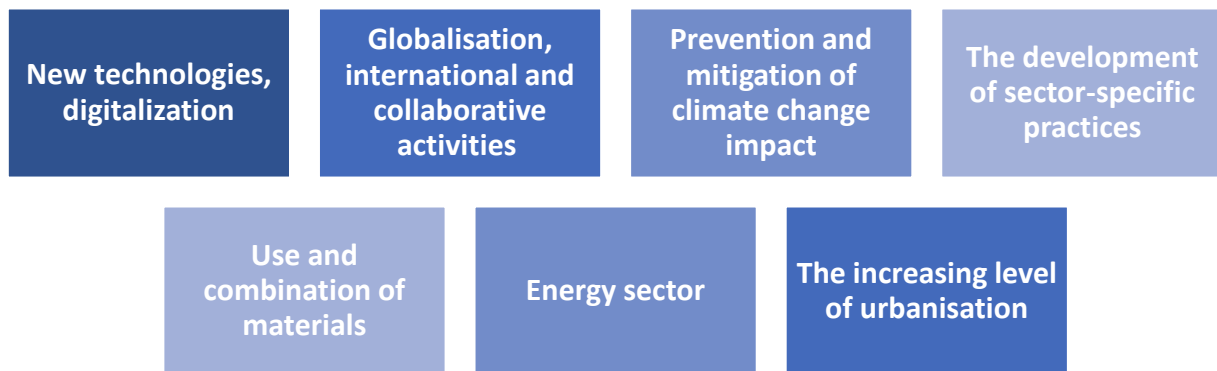 New technologies,
digitalization
Globalisation,
international and
collaborative
activities
Prevention and
mitigation of
climate change
impact
The development
of sector-specific
practices
Use and
combination of
materials
Energy sector
The increasing level
of urbanisation